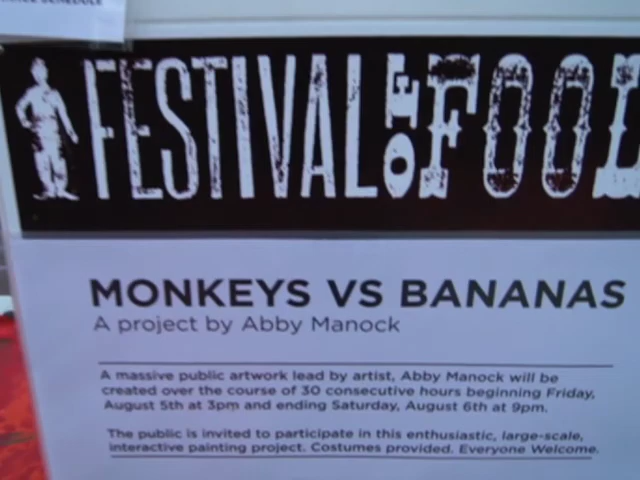 FESTIVAL OF FOOL
MONKEYS VS BANANAS
A project by Abby Manock
A massive public artwork lead by artist, Abby Manock will be
created over the course of 30 consecutive hours beginning Friday,
August 5th at 3pm and ending Saturday, August 6th at 9pm.
The public is invited to participate in this enthusiastic, large-scale,
interactive painting project. Costumes provided. Everyone Welcome.